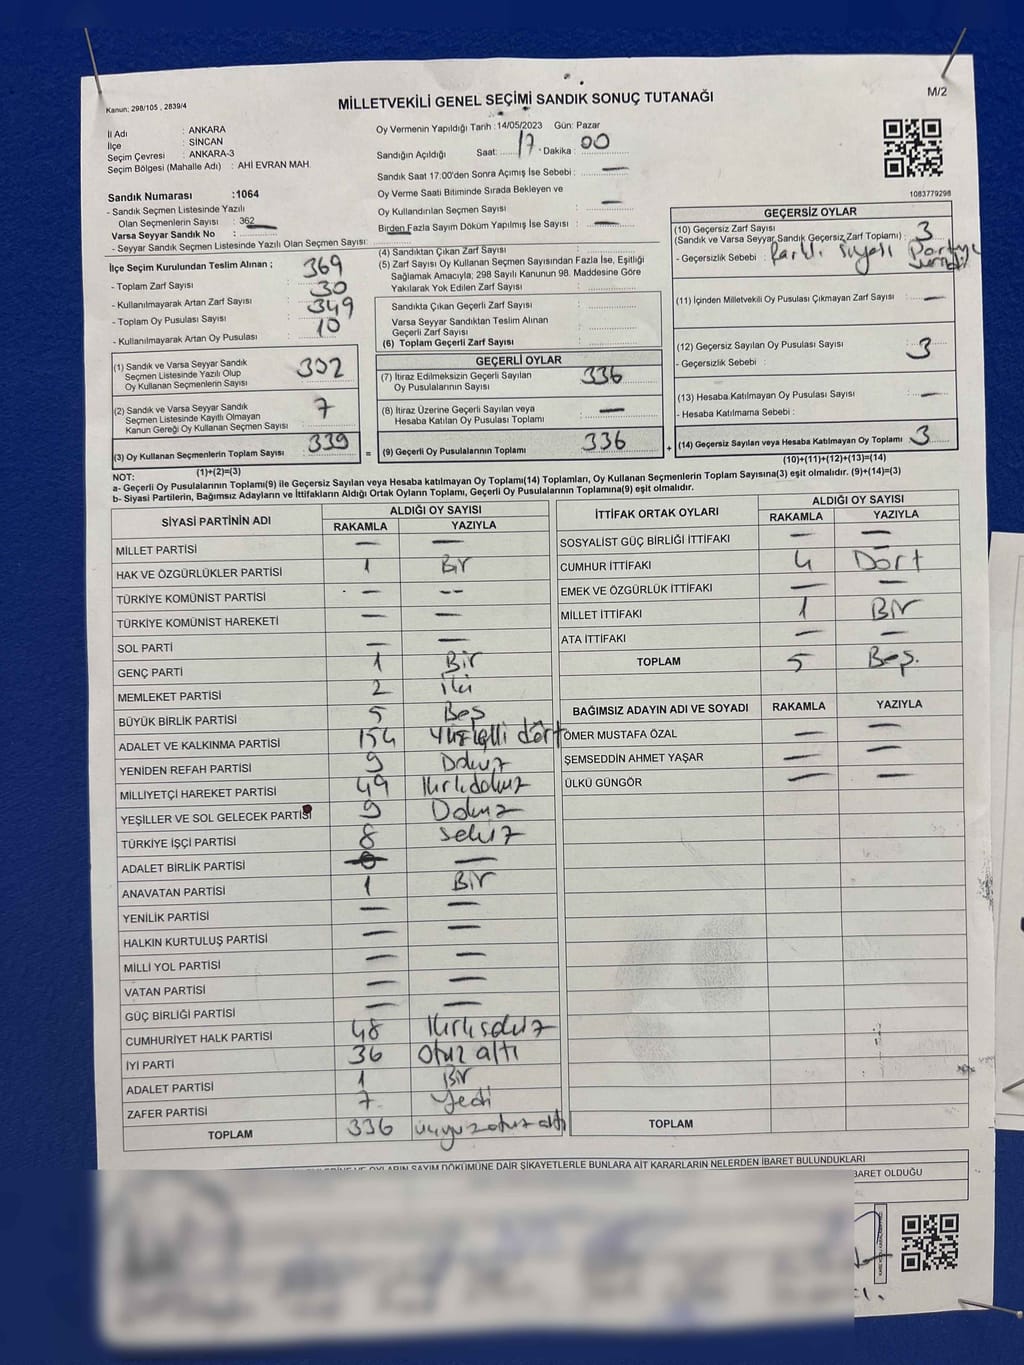 Kanun: 298/105 , 2839/4
MİLLETVEKİLİ GENEL SEÇİMİ SANDIK SONUÇ TUTANAĞI
M/2
İl Adı : ANKARA
İlçe : SİNCAN
Seçim Çevresi : ANKARA-3
Seçim Bölgesi (Mahalle Adı) : AHİ EVRAN MAH.
Sandık Numarası :1064
- Sandık Seçmen Listesinde Yazılı
Olan Seçmenlerin Sayısı : 362
Varsa Seyyar Sandık No :
- Seyyar Sandık Seçmen Listesinde Yazılı Olan Seçmen Sayısı:
Oy Vermenin Yapıldığı Tarih :14/05/2023 Gün: Pazar
Sandığın Açıldığı Saat: 17 Dakika : 00
Sandık Saat 17:00'den Sonra Açımış İse Sebebi : —
Oy Verme Saati Bitiminde Sırada Bekleyen ve
Oy Kullandırılan Seçmen Sayısı : —
Birden Fazla Sayım Döküm Yapılmış İse Sayısı : —
1083779298
İlçe Seçim Kurulundan Teslim Alınan ;
- Toplam Zarf Sayısı : 369
- Kullanılmayarak Artan Zarf Sayısı : 30
- Toplam Oy Pusulası Sayısı : 349
- Kullanılmayarak Artan Oy Pusulası : 10
(1) Sandık ve Varsa Seyyar Sandık
Seçmen Listesinde Yazılı Olup
Oy Kullanan Seçmenlerin Sayısı : 332
(2) Sandık ve Varsa Seyyar Sandık
Seçmen Listesinde Kayıtlı Olmayan
Kanun Gereği Oy Kullanan Seçmen Sayısı : 7
(3) Oy Kullanan Seçmenlerin Toplam Sayısı : 339
(1)+(2)=(3)
(4) Sandıktan Çıkan Zarf Sayısı :
(5) Zarf Sayısı Oy Kullanan Seçmen Sayısından Fazla İse, Eşitliği
Sağlamak Amacıyla; 298 Sayılı Kanunun 98. Maddesine Göre
Yakılarak Yok Edilen Zarf Sayısı :
Sandıkta Çıkan Geçerli Zarf Sayısı :
Varsa Seyyar Sandıktan Teslim Alınan
Geçerli Zarf Sayısı :
(6) Toplam Geçerli Zarf Sayısı :
GEÇERLİ OYLAR
(7) İtiraz Edilmeksizin Geçerli Sayılan
Oy Pusulalarının Sayısı : 336
(8) İtiraz Üzerine Geçerli Sayılan veya
Hesaba Katılan Oy Pusulası Toplamı : —
= (9) Geçerli Oy Pusulalarının Toplamı : 336 +
GEÇERSİZ OYLAR
(10) Geçersiz Zarf Sayısı
(Sandık ve Varsa Seyyar Sandık Geçersiz Zarf Toplamı) : 3
- Geçersizlik Sebebi :
(11) İçinden Milletvekili Oy Pusulası Çıkmayan Zarf Sayısı : —
(12) Geçersiz Sayılan Oy Pusulası Sayısı : 3
- Geçersizlik Sebebi :
(13) Hesaba Katılmayan Oy Pusulası Sayısı : —
- Hesaba Katılmama Sebebi :
(14) Geçersiz Sayılan veya Hesaba Katılmayan Oy Toplamı : 3
(10)+(11)+(12)+(13)=(14)
NOT:
a- Geçerli Oy Pusulalarının Toplamı(9) ile Geçersiz Sayılan veya Hesaba katılmayan Oy Toplamı(14) Toplamları, Oy Kullanan Seçmenlerin Toplam Sayısına(3) eşit olmalıdır. (9)+(14)=(3)
b- Siyasi Partilerin, Bağımsız Adayların ve İttifakların Aldığı Ortak Oyların Toplamı, Geçerli Oy Pusulalarının Toplamına(9) eşit olmalıdır.
SİYASİ PARTİNİN ADI ALDIĞI OY SAYISI
RAKAMLA YAZIYLA
MİLLET PARTİSİ — —
HAK VE ÖZGÜRLÜKLER PARTİSİ 1 Bir
TÜRKİYE KOMÜNİST PARTİSİ — --
TÜRKİYE KOMÜNİST HAREKETİ — —
SOL PARTİ — —
GENÇ PARTİ 1 Bir
MEMLEKET PARTİSİ 2 iki
BÜYÜK BİRLİK PARTİSİ 5 Beş
ADALET VE KALKINMA PARTİSİ 154 Yüz elli dört
YENİDEN REFAH PARTİSİ 9 Dokuz
MİLLİYETÇİ HAREKET PARTİSİ 49 Kırkdokuz
YEŞİLLER VE SOL GELECEK PARTİSİ 9 Dokuz
TÜRKİYE İŞÇİ PARTİSİ 8 Sekiz
ADALET BİRLİK PARTİSİ — —
ANAVATAN PARTİSİ 1 Bir
YENİLİK PARTİSİ — —
HALKIN KURTULUŞ PARTİSİ — —
MİLLİ YOL PARTİSİ — —
VATAN PARTİSİ — —
GÜÇ BİRLİĞİ PARTİSİ — —
CUMHURİYET HALK PARTİSİ 48 Kırksekiz
İYİ PARTİ 36 otuz altı
ADALET PARTİSİ 1 Bir
ZAFER PARTİSİ 7 Yedi
TOPLAM 336 üçyüzotuz altı
İTTİFAK ORTAK OYLARI ALDIĞI OY SAYISI
RAKAMLA YAZIYLA
SOSYALİST GÜÇ BİRLİĞİ İTTİFAKI — —
CUMHUR İTTİFAKI 4 Dört
EMEK VE ÖZGÜRLÜK İTTİFAKI — —
MİLLET İTTİFAKI 1 Bir
ATA İTTİFAKI — —
TOPLAM 5 Beş.
BAĞIMSIZ ADAYIN ADI VE SOYADI RAKAMLA YAZIYLA
ÖMER MUSTAFA ÖZAL — —
ŞEMSEDDİN AHMET YAŞAR — —
ÜLKÜ GÜNGÖR — —
TOPLAM
OYLARIN SAYIM DÖKÜMÜNE DAİR ŞİKAYETLERLE BUNLARA AİT KARARLARIN NELERDEN İBARET BULUNDUKLARI
BARET OLDUĞU